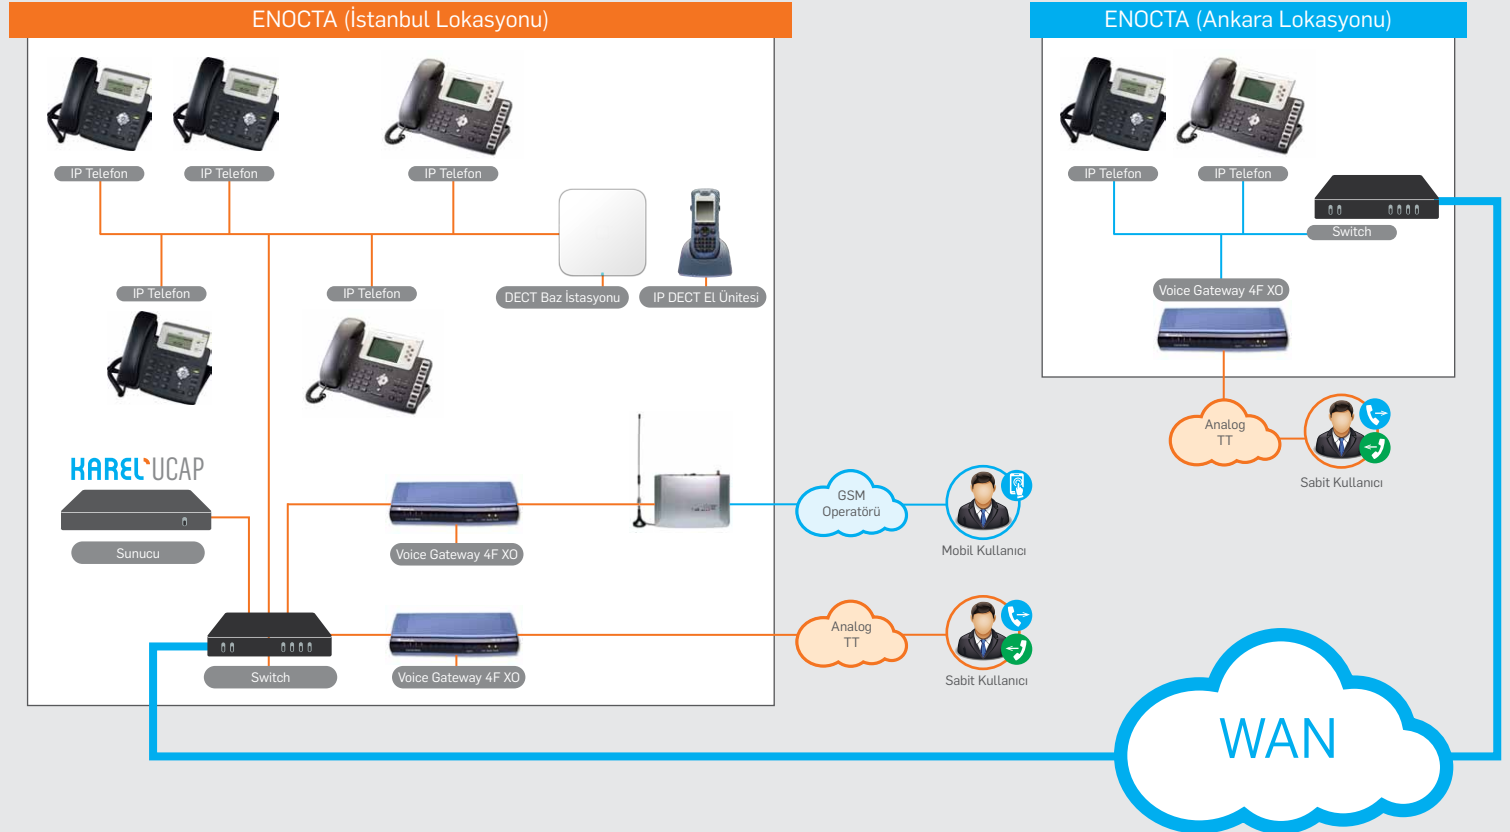 ENOCTA (İstanbul Lokasyonu)
IP Telefon
IP Telefon
IP Telefon
IP Telefon
IP Telefon
DECT Baz İstasyonu
IP DECT El Ünitesi
KAREL UCAP
Sunucu
Switch
Voice Gateway 4F XO
Voice Gateway 4F XO
GSM
Operatörü
Mobil Kullanıcı
Analog
TT
Sabit Kullanıcı
ENOCTA (Ankara Lokasyonu)
IP Telefon
IP Telefon
Switch
Voice Gateway 4F XO
Analog
TT
Sabit Kullanıcı
WAN